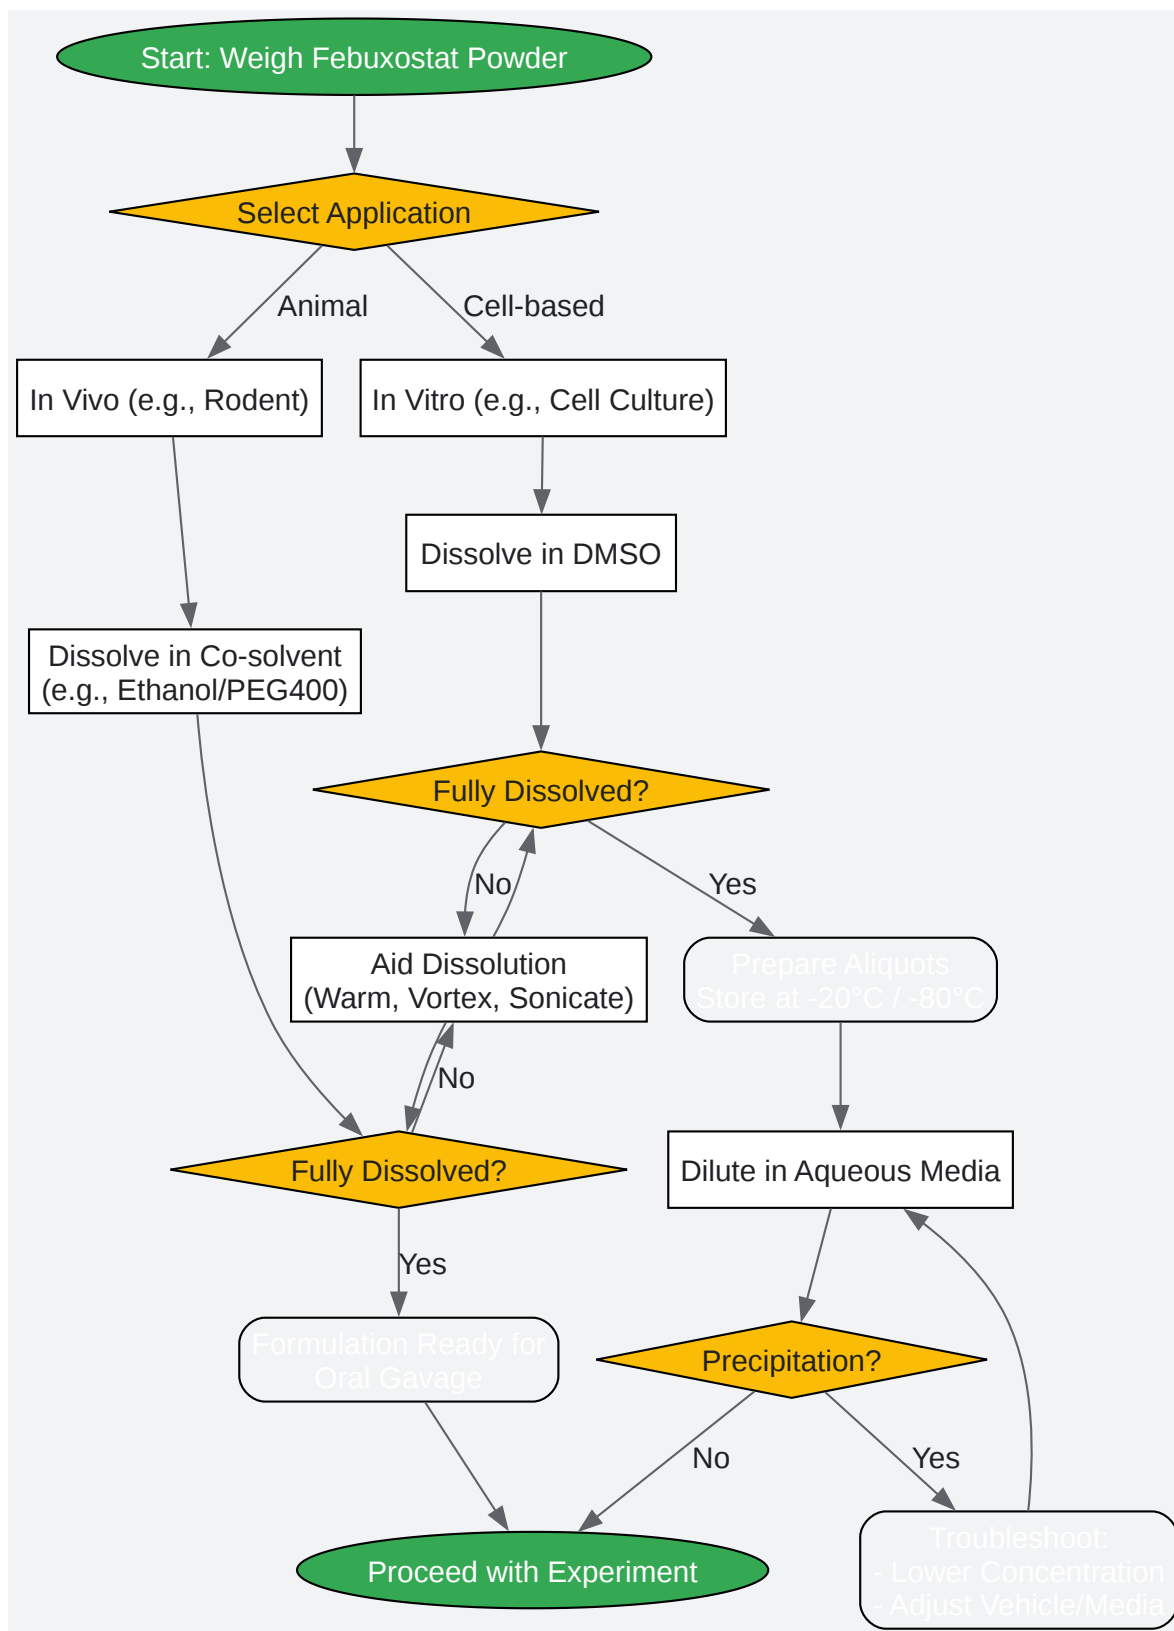 Start: Weigh Febuxostat Powder
Select Application
Animal
Cell-based
In Vivo (e.g., Rodent)
In Vitro (e.g., Cell Culture)
Dissolve in DMSO
Dissolve in Co-solvent
(e.g., Ethanol/PEG400)
Fully Dissolved?
No
Yes
Aid Dissolution
(Warm, Vortex, Sonicate)
Prepare Aliquots
Store at -20°C / -80°C
No
Fully Dissolved?
Dilute in Aqueous Media
Yes
Formulation Ready for
Oral Gavage
Precipitation?
No
Yes
Proceed with Experiment
Troubleshoot:
- Lower Concentration
- Adjust Vehicle/Media